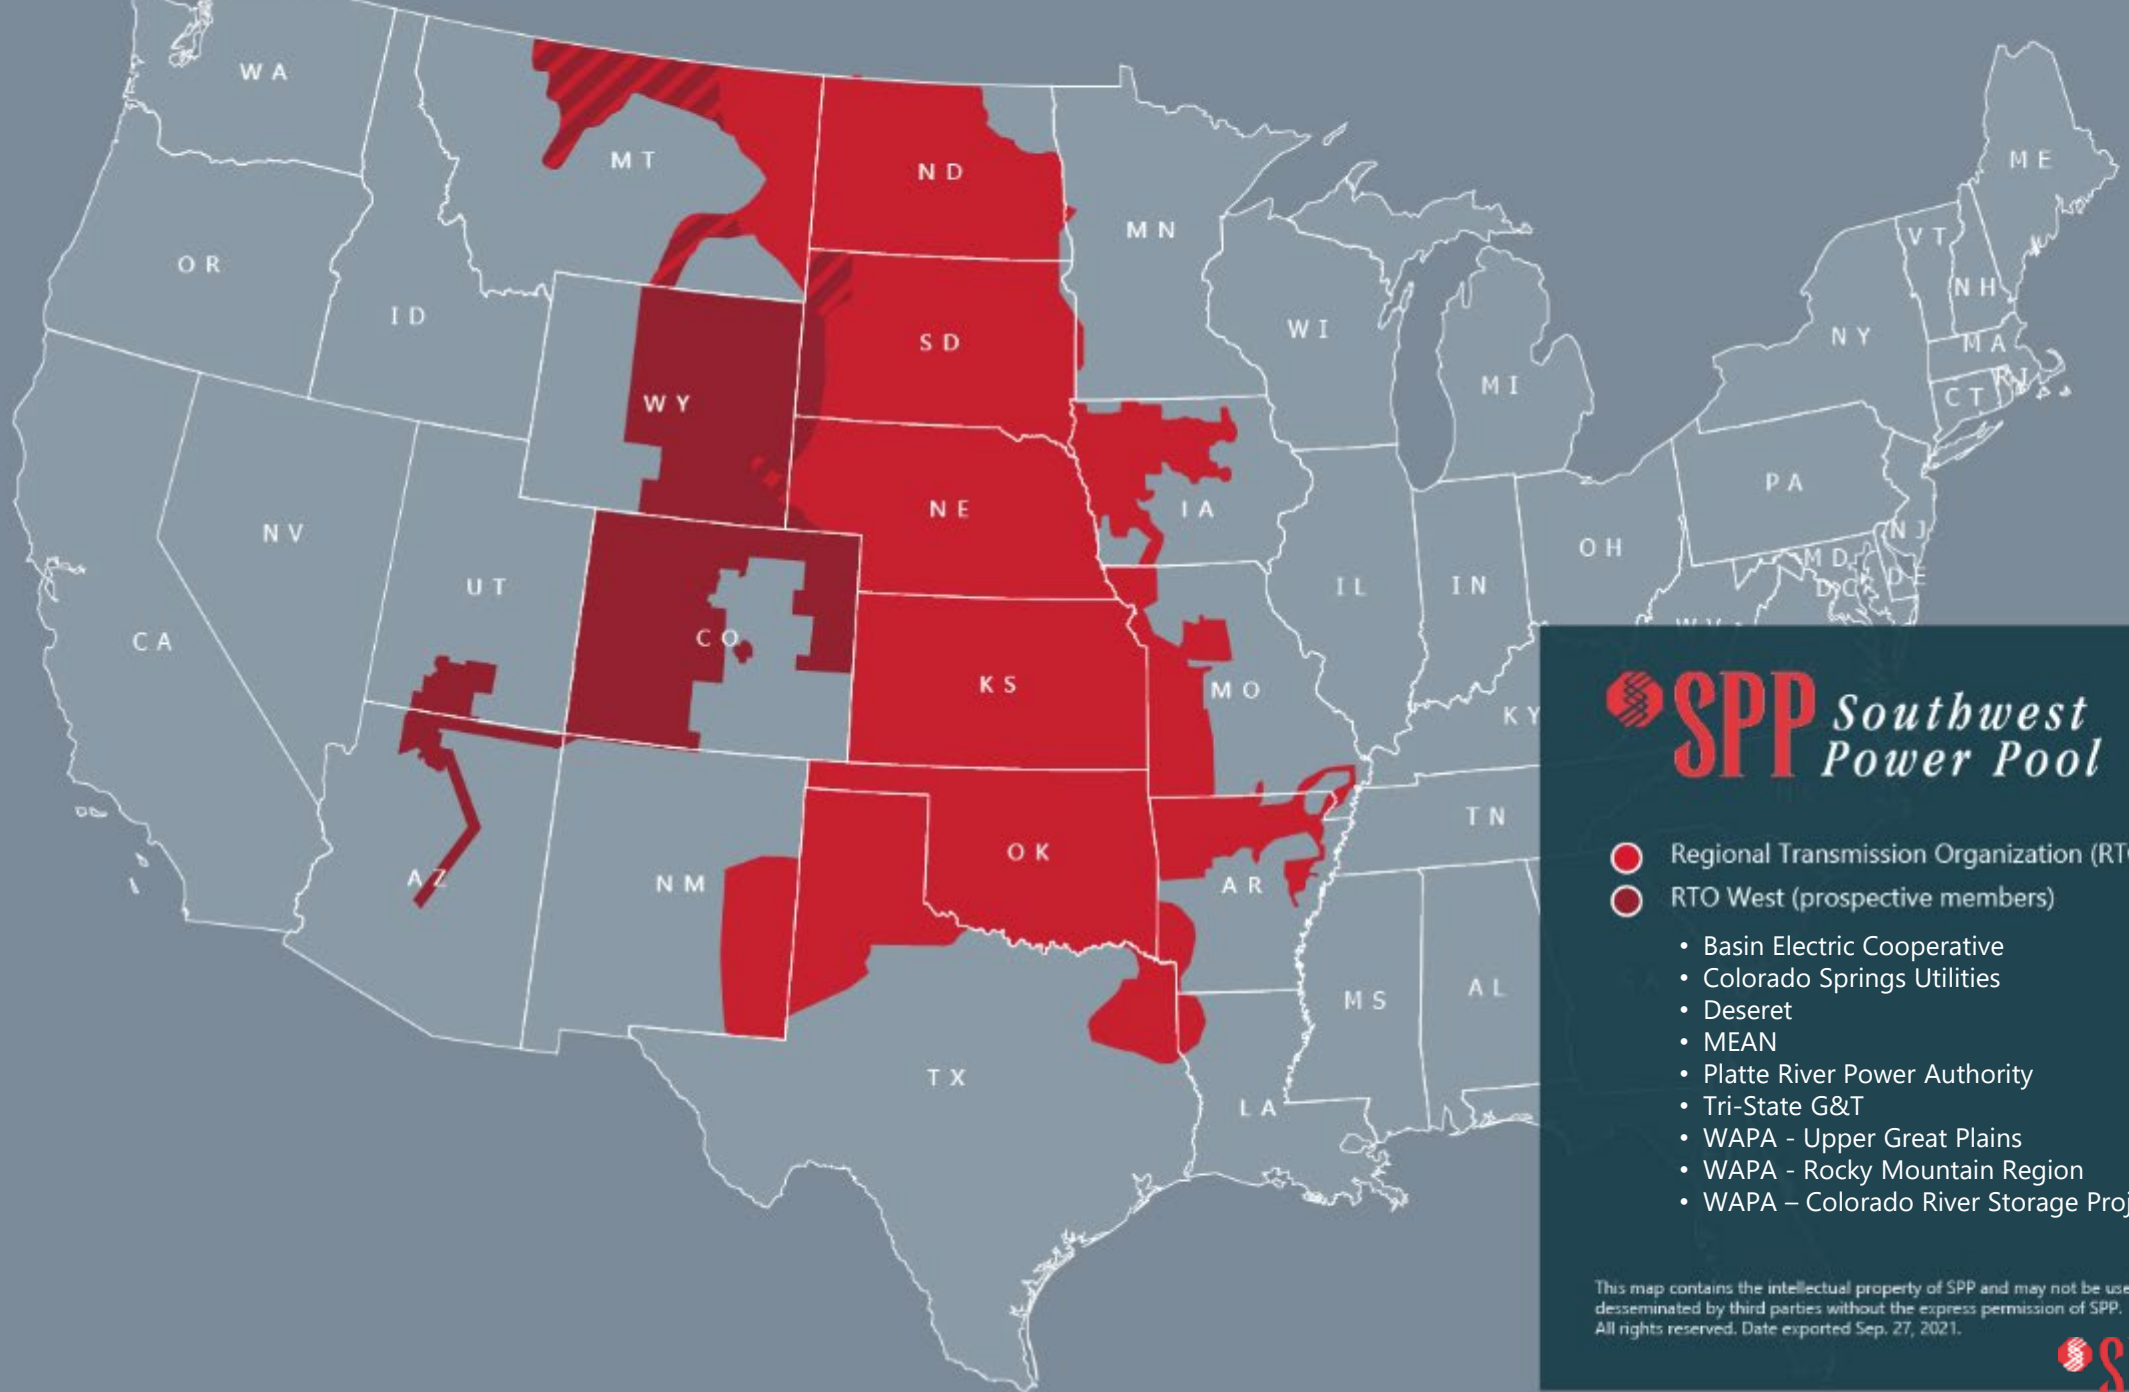 WA
MT
ND
MN
ME
OR
ID
VT
NH
SD
WI
NY
MA
RI
MI
CT
WY
NE
IA
PA
NV
OH
NJ
UT
IL
IN
MD
DE
DC
CA
CO
KS
MO
WV
KY
SPP Southwest
Power Pool
TN
OK
NM
AZ
AR
Regional Transmission Organization (RT
RTO West (prospective members)
• Basin Electric Cooperative
• Colorado Springs Utilities
• Deseret
• MEAN
• Platte River Power Authority
• Tri-State G&T
• WAPA - Upper Great Plains
• WAPA - Rocky Mountain Region
• WAPA – Colorado River Storage Proj
MS
AL
TX
LA
This map contains the intellectual property of SPP and may not be use
desseminated by third parties without the express permission of SPP.
All rights reserved. Date exported Sep. 27, 2021.
S